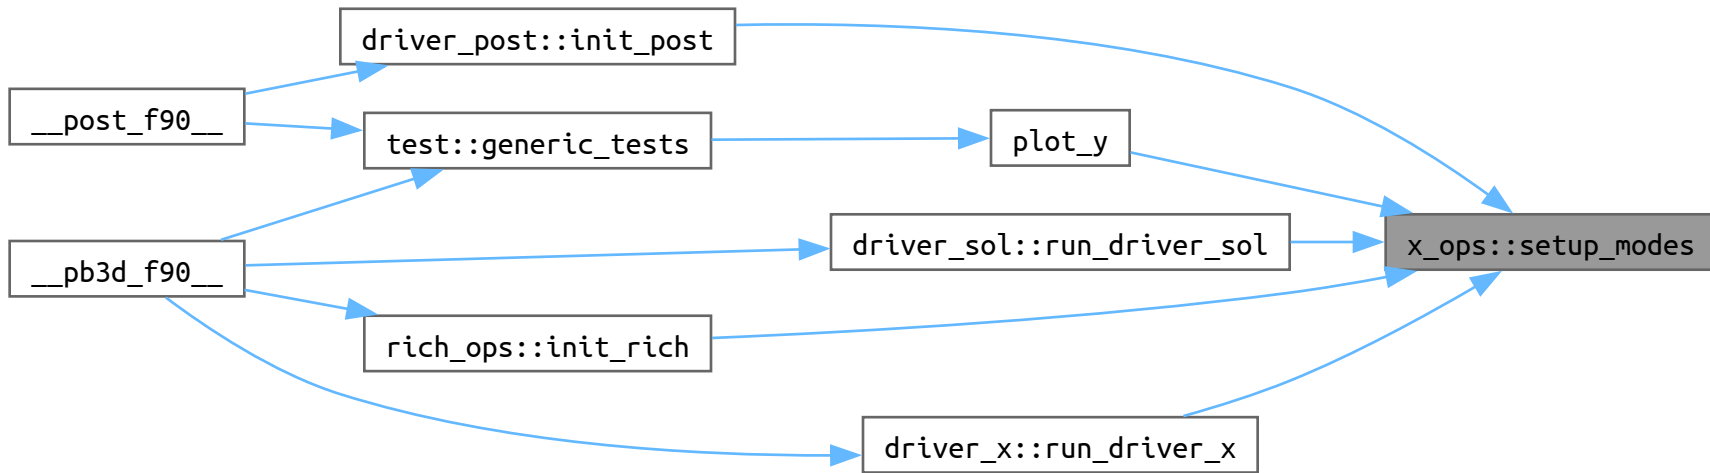 driver_post::init_post
__post_f90__
test::generic_tests
plot_y
x_ops::setup_modes
driver_sol::run_driver_sol
__pb3d_f90__
rich_ops::init_rich
driver_x::run_driver_x